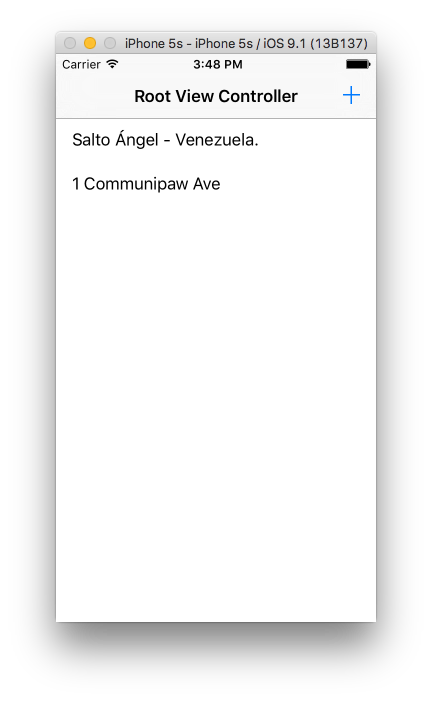 iPhone 5s - iPhone 5s / iOS 9.1 (13B137)
Carrier 3:48 PM
Root View Controller +
Salto Ángel - Venezuela.
1 Communipaw Ave